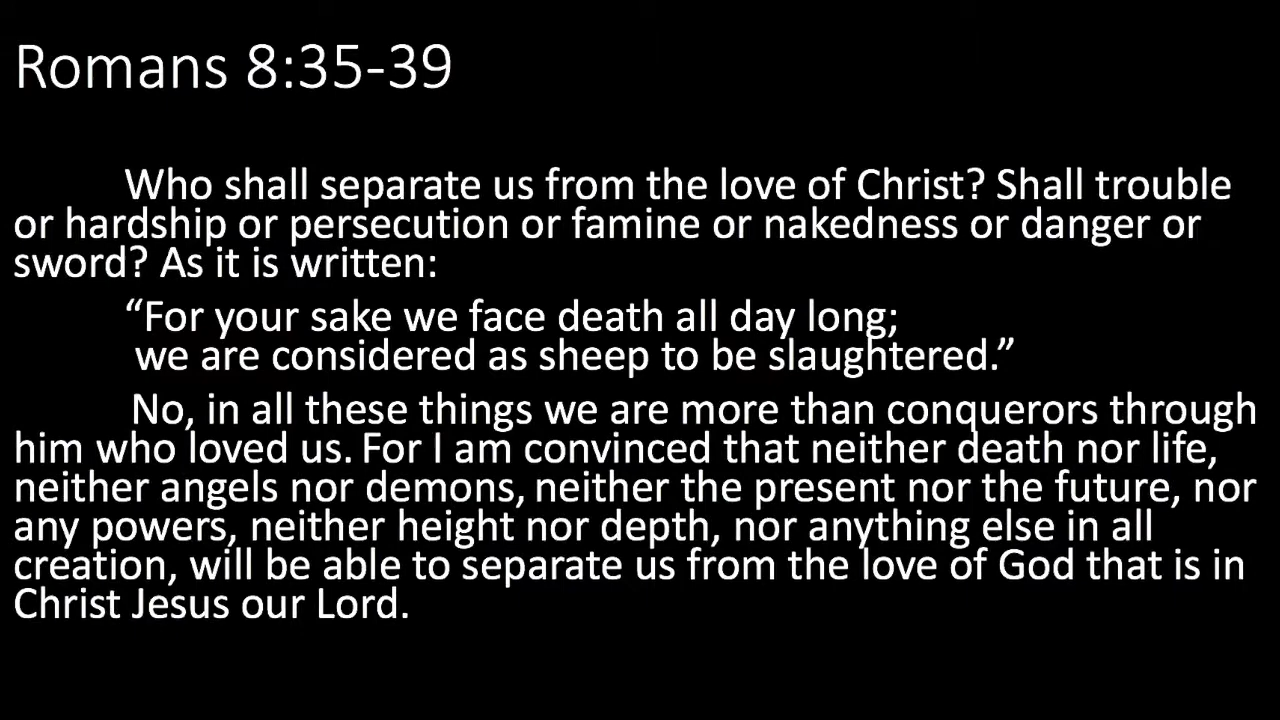 Romans 8:35-39
Who shall separate us from the love of Christ? Shall trouble
or hardship or persecution or famine or nakedness or danger or
sword? As it is written:
“For your sake we face death all day long;
we are considered as sheep to be slaughtered.”
No, in all these things we are more than conquerors through
him who loved us. For I am convinced that neither death nor life,
neither angels nor demons, neither the present nor the future, nor
any powers, neither height nor depth, nor anything else in all
creation, will be able to separate us from the love of God that is in
Christ Jesus our Lord.